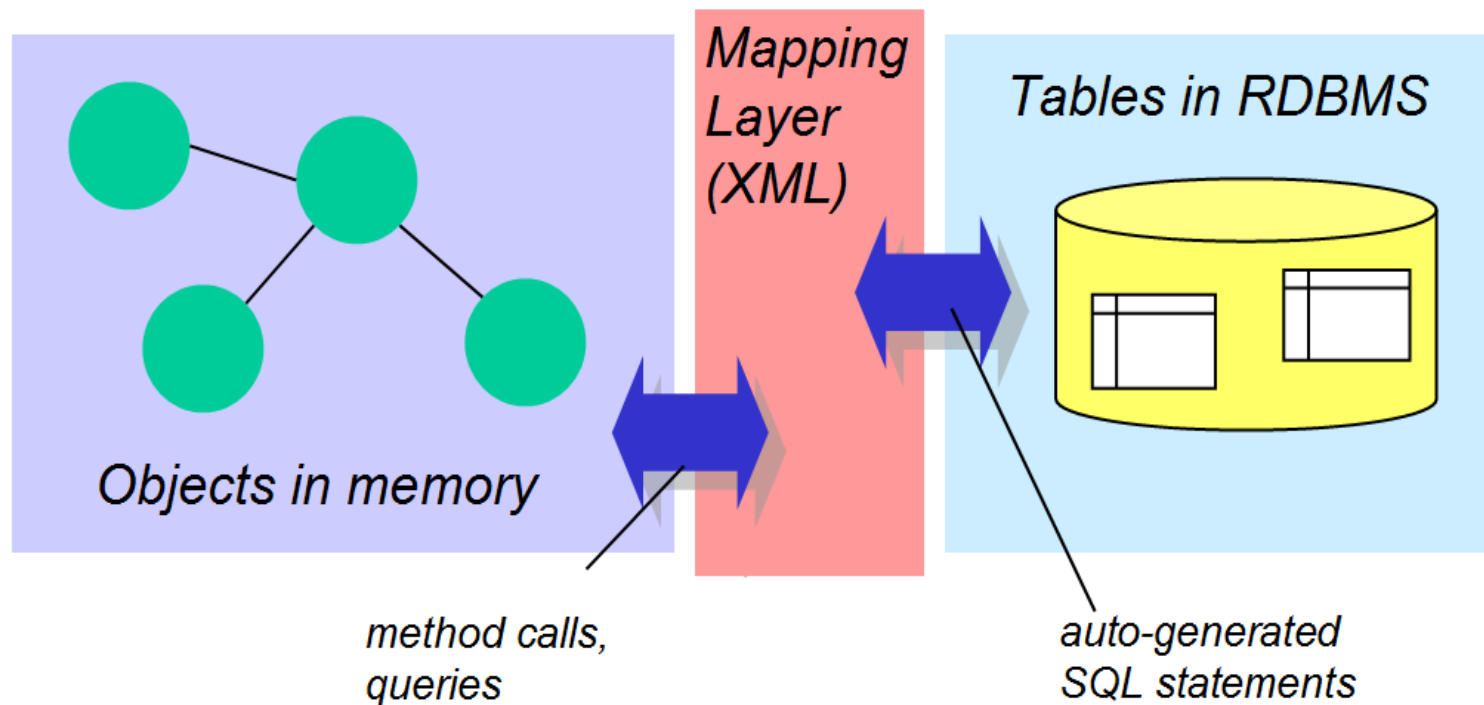 Mapping
Layer
(XML)
Tables in RDBMS
Objects in memory
method calls,
queries
auto-generated
SQL statements